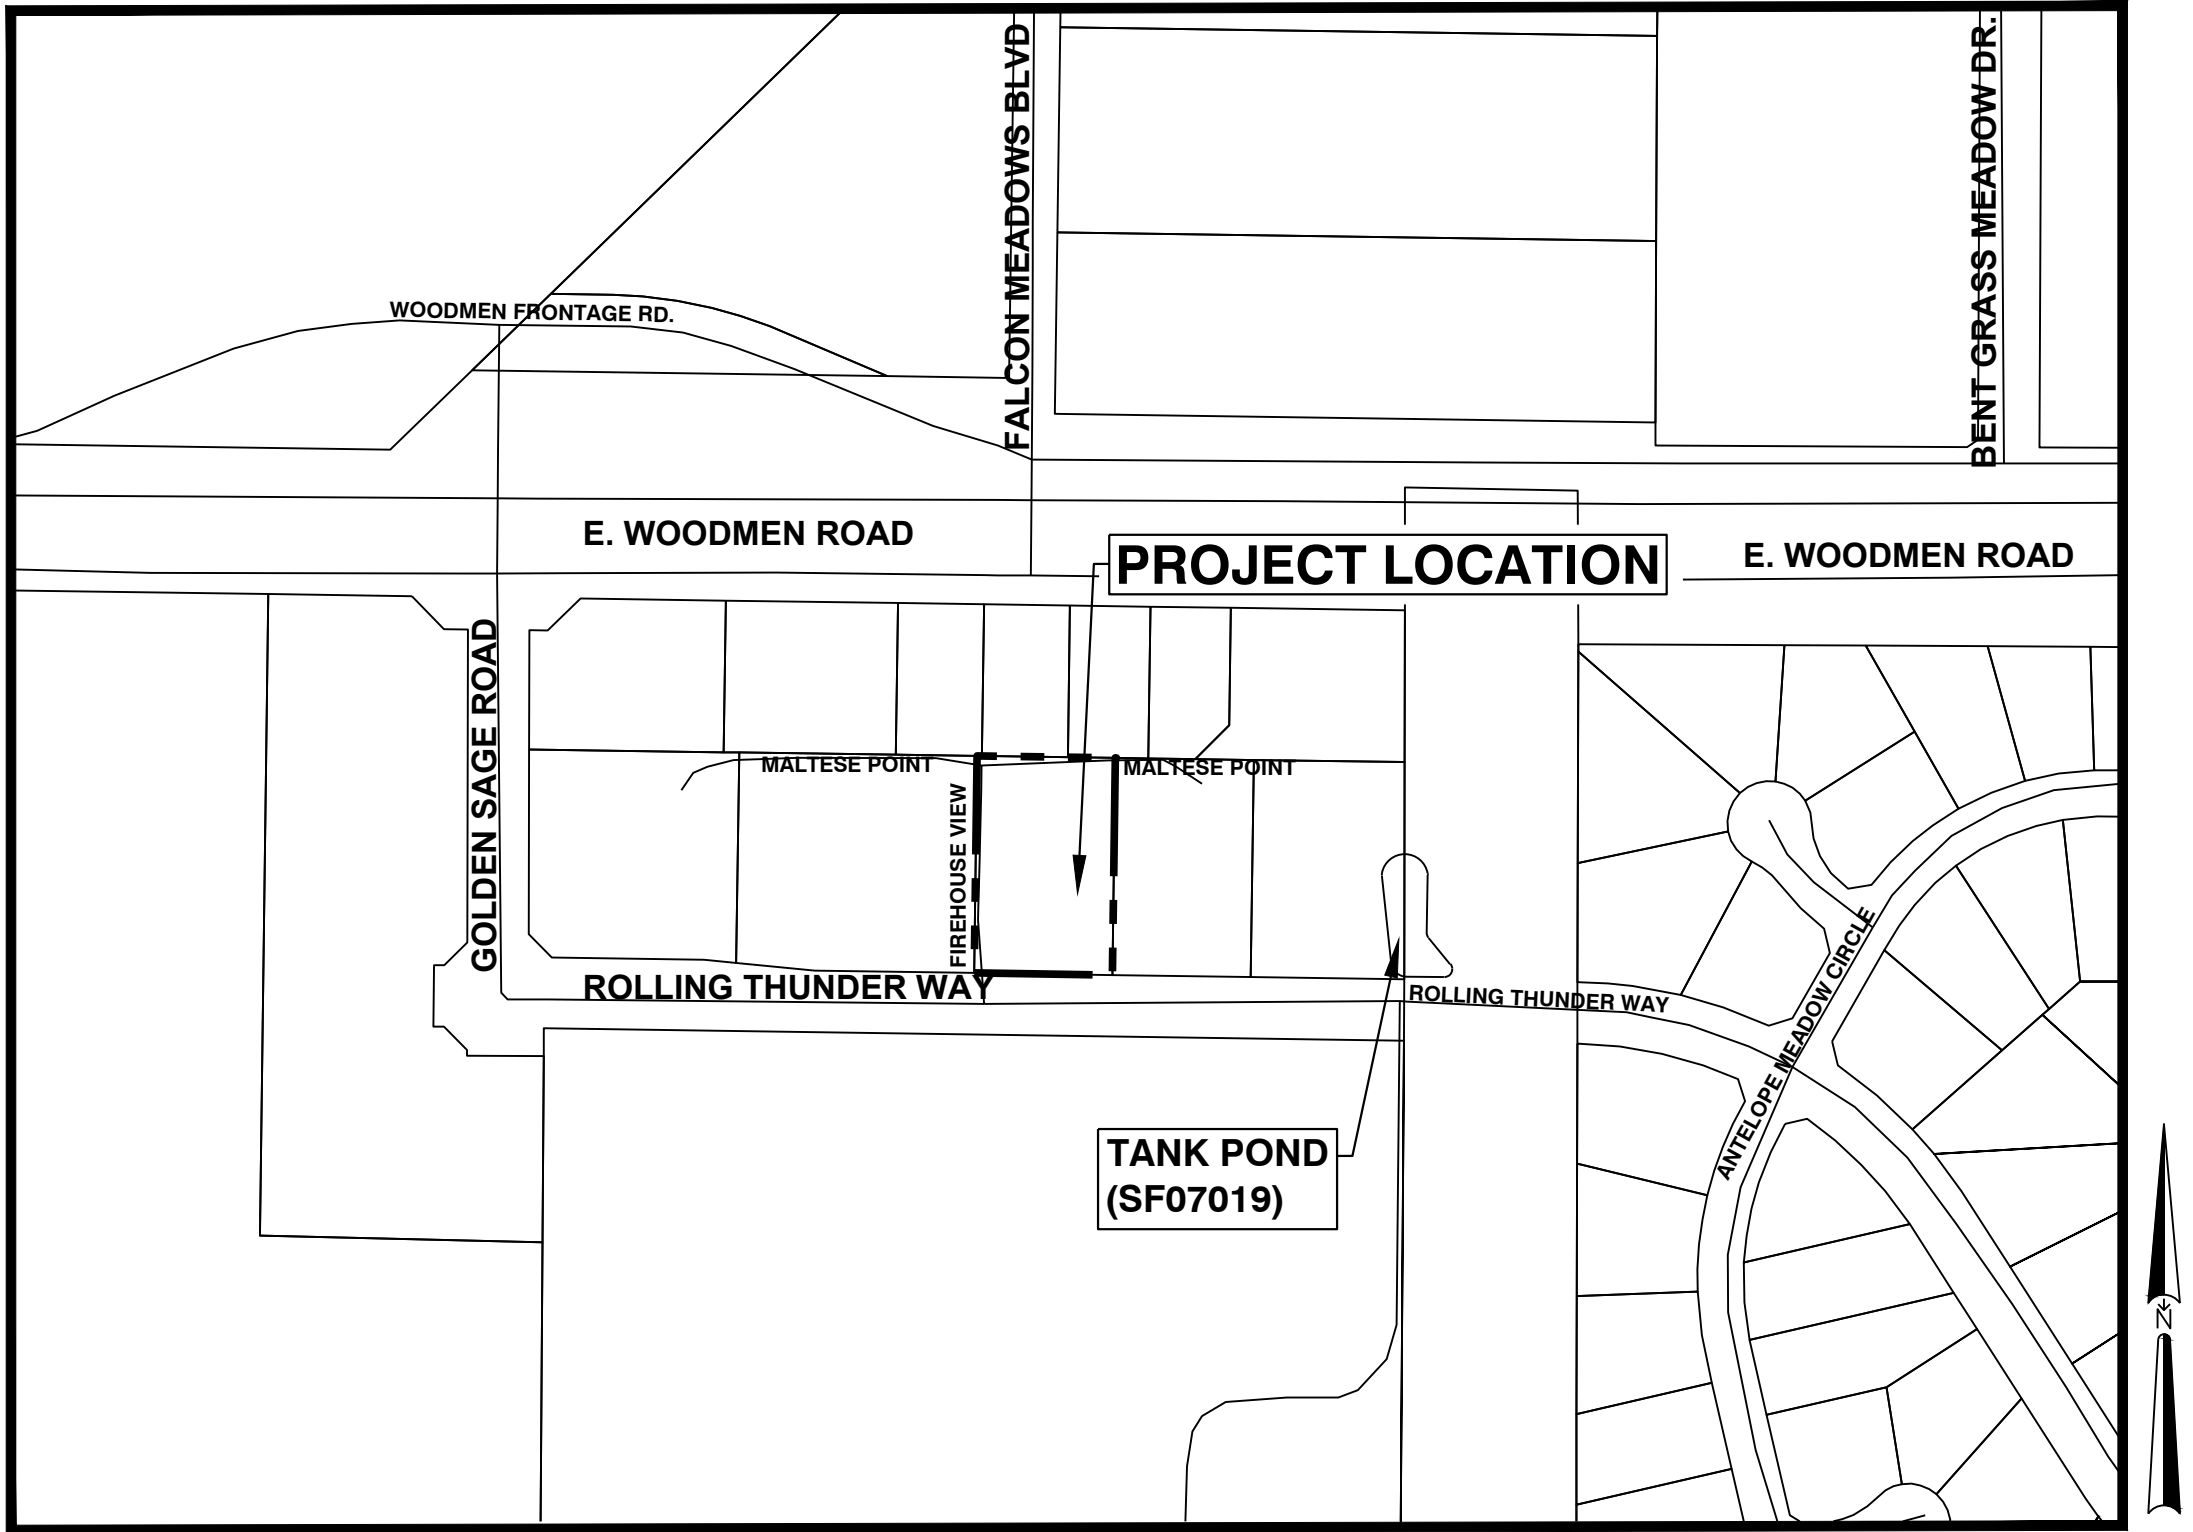 FALCON MEADOWS BLVD
BENT GRASS MEADOW DR.
WOODMEN FRONTAGE RD.
E. WOODMEN ROAD
PROJECT LOCATION
E. WOODMEN ROAD
GOLDEN SAGE ROAD
MALTESE POINT
MALTESE POINT
FIREHOUSE VIEW
ROLLING THUNDER WAY
ROLLING THUNDER WAY
ANTELOPE MEADOW CIRCLE
TANK POND
(SF07019)
N